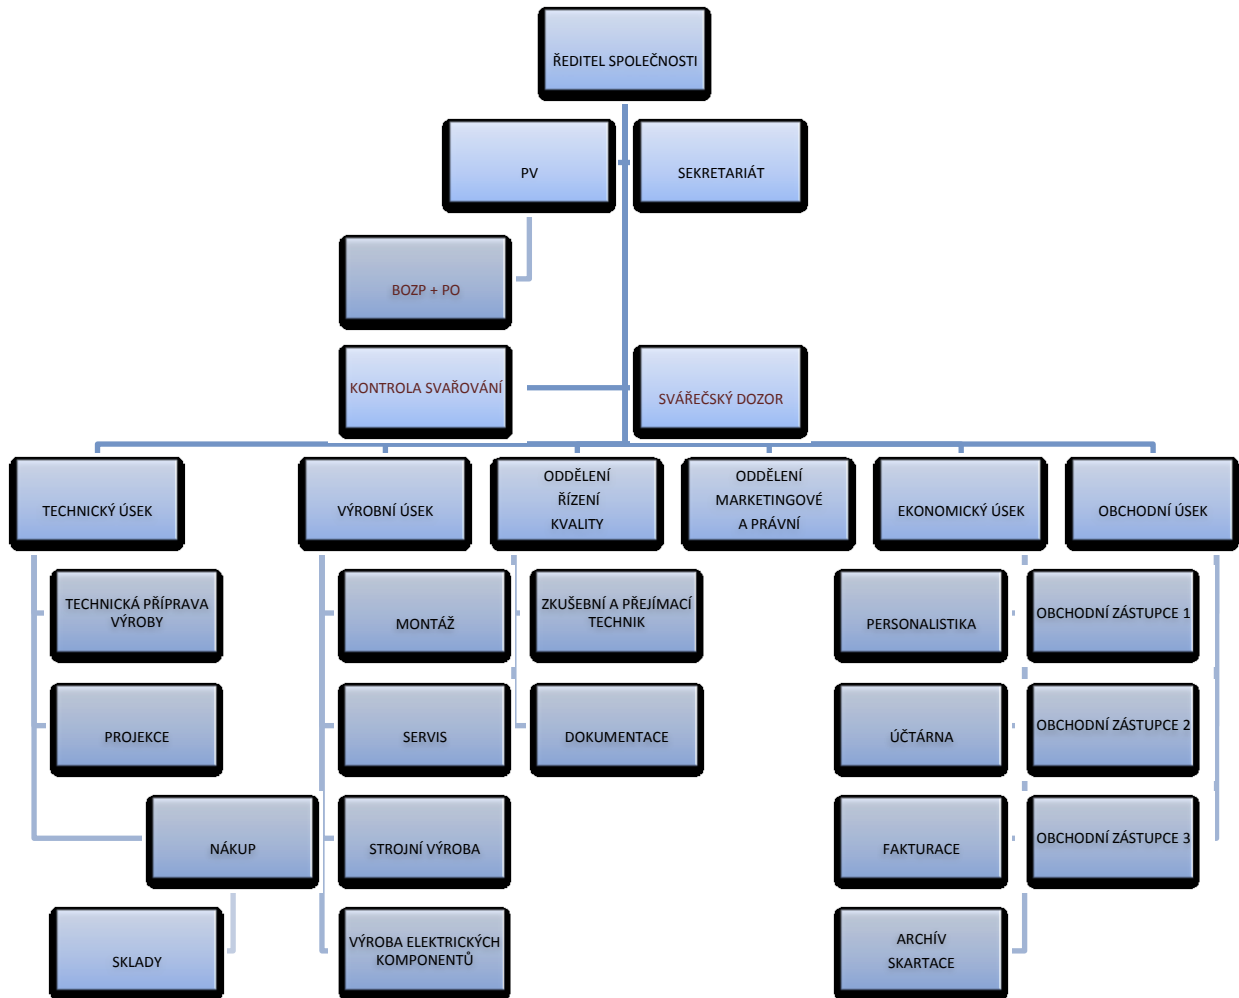 ŘEDITEL SPOLEČNOSTI
PV
SEKRETARIÁT
BOZP + PO
KONTROLA SVAŘOVÁNÍ
SVÁŘEČSKÝ DOZOR
TECHNICKÝ ÚSEK
VÝROBNÍ ÚSEK
ODDĚLENÍ
ŘÍZENÍ
KVALITY
ODDĚLENÍ
MARKETINGOVÉ
A PRÁVNÍ
EKONOMICKÝ ÚSEK
OBCHODNÍ ÚSEK
TECHNICKÁ PŘÍPRAVA
VÝROBY
MONTÁŽ
ZKUŠEBNÍ A PŘEJÍMACÍ
TECHNIK
PERSONALISTIKA
OBCHODNÍ ZÁSTUPCE 1
PROJEKCE
SERVIS
DOKUMENTACE
ÚČTÁRNA
OBCHODNÍ ZÁSTUPCE 2
NÁKUP
STROJNÍ VÝROBA
FAKTURACE
OBCHODNÍ ZÁSTUPCE 3
SKLADY
VÝROBA ELEKTRICKÝCH
KOMPONENTŮ
ARCHÍV
SKARTACE